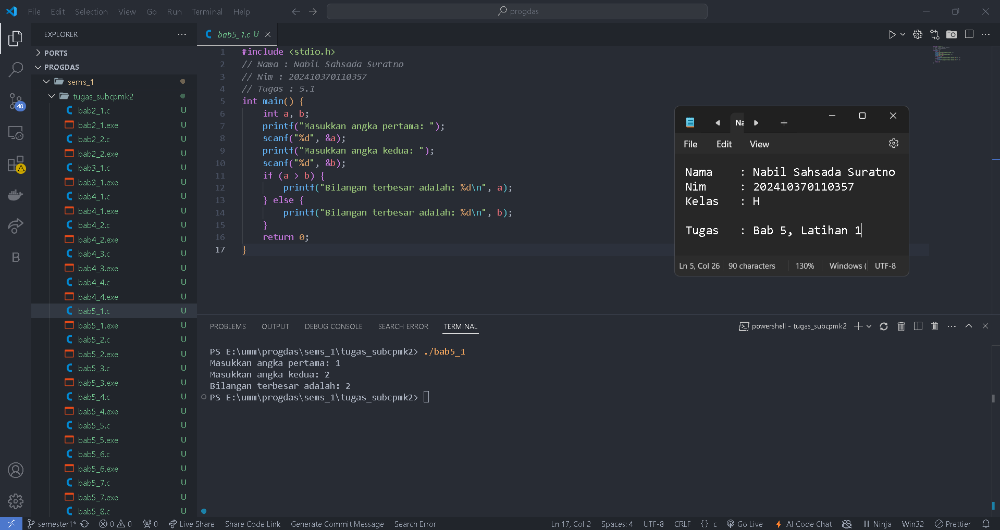 File Edit Selection View Go Run Terminal Help
progdas
EXPLORER
bab5_1.c U
PORTS
PROGDAS
sems_1
tugas_subcpmk2
bab2_1.c U
bab2_1.exe U
bab2_2.c U
bab2_2.exe U
bab3_1.c U
bab3_1.exe U
bab4_1.c U
bab4_1.exe U
bab4_2.c U
bab4_2.exe U
bab4_3.c U
bab4_3.exe U
bab4_4.c U
bab4_4.exe U
bab5_1.c U
bab5_1.exe U
bab5_2.c U
bab5_2.exe U
bab5_3.c U
bab5_3.exe U
bab5_4.c U
bab5_4.exe U
bab5_5.c U
bab5_5.exe U
bab5_6.c U
bab5_6.exe U
bab5_7.c U
bab5_7.exe U
bab5_8.c U
40
B
1 #include <stdio.h>
2 // Nama : Nabil Sahsada Suratno
3 // Nim : 202410370110357
4 // Tugas : 5.1
5 int main() {
6 int a, b;
7 printf("Masukkan angka pertama: ");
8 scanf("%d", &a);
9 printf("Masukkan angka kedua: ");
10 scanf("%d", &b);
11 if (a > b) {
12 printf("Bilangan terbesar adalah: %d\n", a);
13 } else {
14 printf("Bilangan terbesar adalah: %d\n", b);
15 }
16 return 0;
17 }
Na
File Edit View
Nama : Nabil Sahsada Suratno
Nim : 202410370110357
Kelas : H
Tugas : Bab 5, Latihan 1
Ln 5, Col 26 90 characters 130% Windows ( UTF-8
PROBLEMS OUTPUT DEBUG CONSOLE SEARCH ERROR TERMINAL
powershell - tugas_subcpmk2
PS E:\umm\progdas\sems_1\tugas_subcpmk2> ./bab5_1
Masukkan angka pertama: 1
Masukkan angka kedua: 2
Bilangan terbesar adalah: 2
PS E:\umm\progdas\sems_1\tugas_subcpmk2>
semester1* 0 0 0 Live Share Share Code Link Generate Commit Message Search Error
Ln 17, Col 2 Spaces: 4 UTF-8 CRLF {} c Go Live AI Code Chat Ninja Win32 Prettier